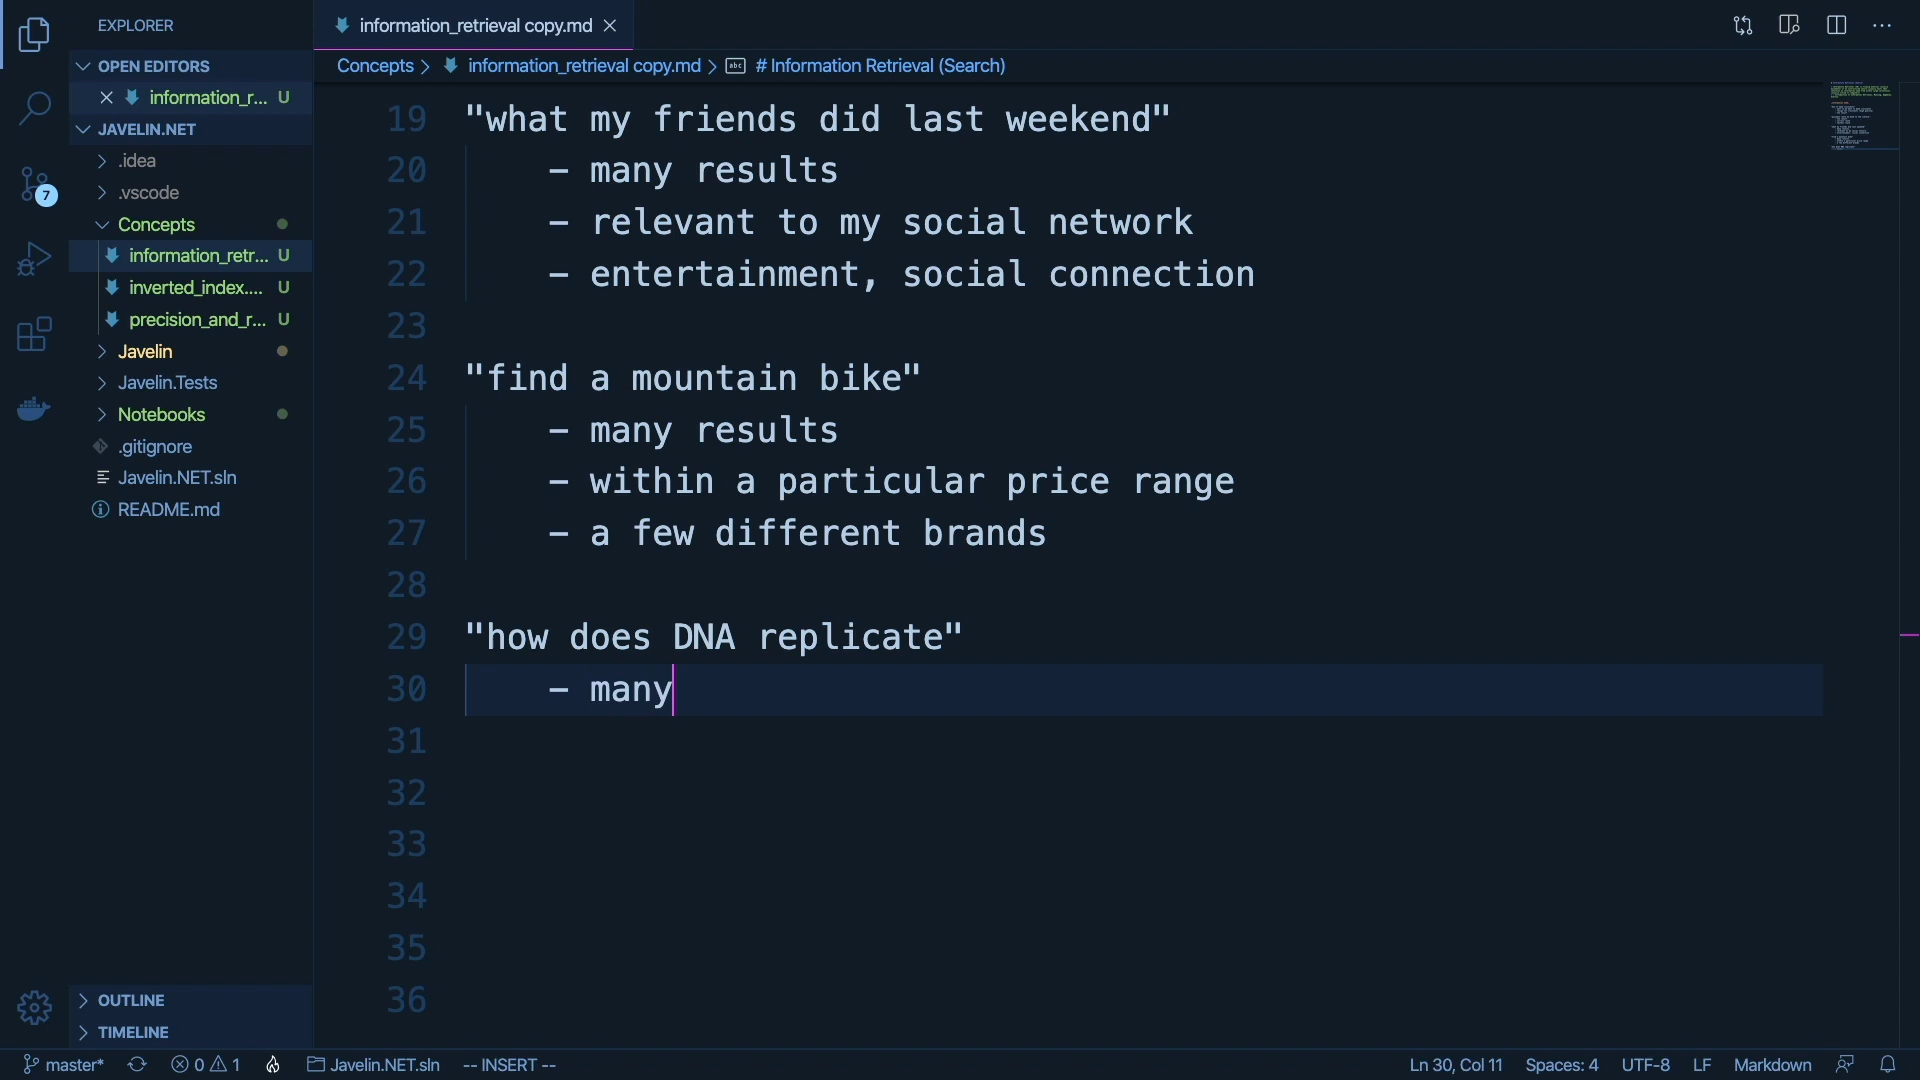 EXPLORER
information_retrieval copy.md
OPEN EDITORS
Concepts
information_retrieval copy.md
# Information Retrieval (Search)
information_r... U
JAVELIN.NET
.idea
.vscode
Concepts
information_retr... U
inverted_index.... U
precision_and_r... U
Javelin
Javelin.Tests
Notebooks
.gitignore
Javelin.NET.sln
README.md
7
19 "what my friends did last weekend"
20 - many results
21 - relevant to my social network
22 - entertainment, social connection
23
24 "find a mountain bike"
25 - many results
26 - within a particular price range
27 - a few different brands
28
29 "how does DNA replicate"
30 - many
31
32
33
34
35
36
OUTLINE
TIMELINE
master* 0 1 Javelin.NET.sln -- INSERT -- Ln 30, Col 11 Spaces: 4 UTF-8 LF Markdown